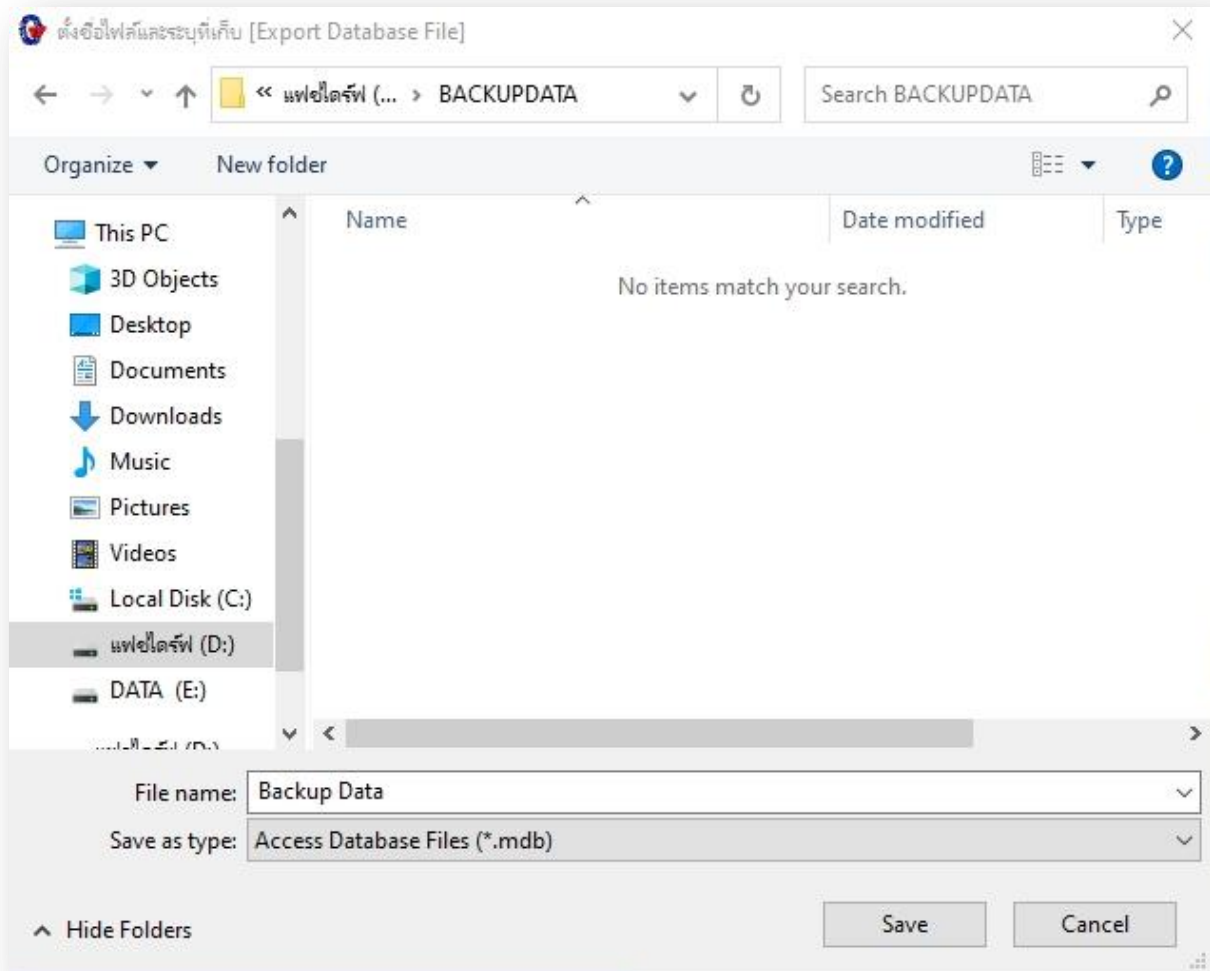 ตั้งชื่อไฟล์และระบุที่เก็บ [Export Database File]
« แฟชไดร์ฟ (... › BACKUPDATA
Search BACKUPDATA
Organize
New folder
Name
Date modified
Type
No items match your search.
This PC
3D Objects
Desktop
Documents
Downloads
Music
Pictures
Videos
Local Disk (C:)
แฟชไดร์ฟ (D:)
DATA (E:)
File name: Backup Data
Save as type: Access Database Files (*.mdb)
Hide Folders
Save
Cancel